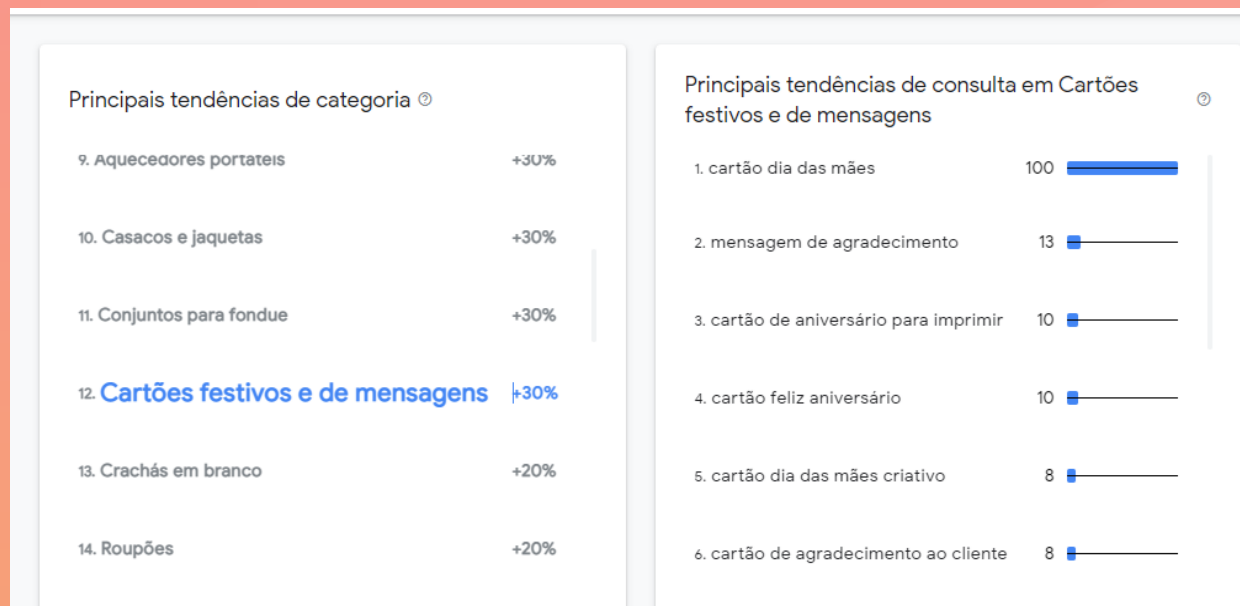 Principais tendências de categoria
9. Aquecedores portáteis +30%
10. Casacos e jaquetas +30%
11. Conjuntos para fondue +30%
12. Cartões festivos e de mensagens +30%
13. Crachás em branco +20%
14. Roupões +20%
Principais tendências de consulta em Cartões
festivos e de mensagens
1. cartão dia das mães 100
2. mensagem de agradecimento 13
3. cartão de aniversário para imprimir 10
4. cartão feliz aniversário 10
5. cartão dia das mães criativo 8
6. cartão de agradecimento ao cliente 8